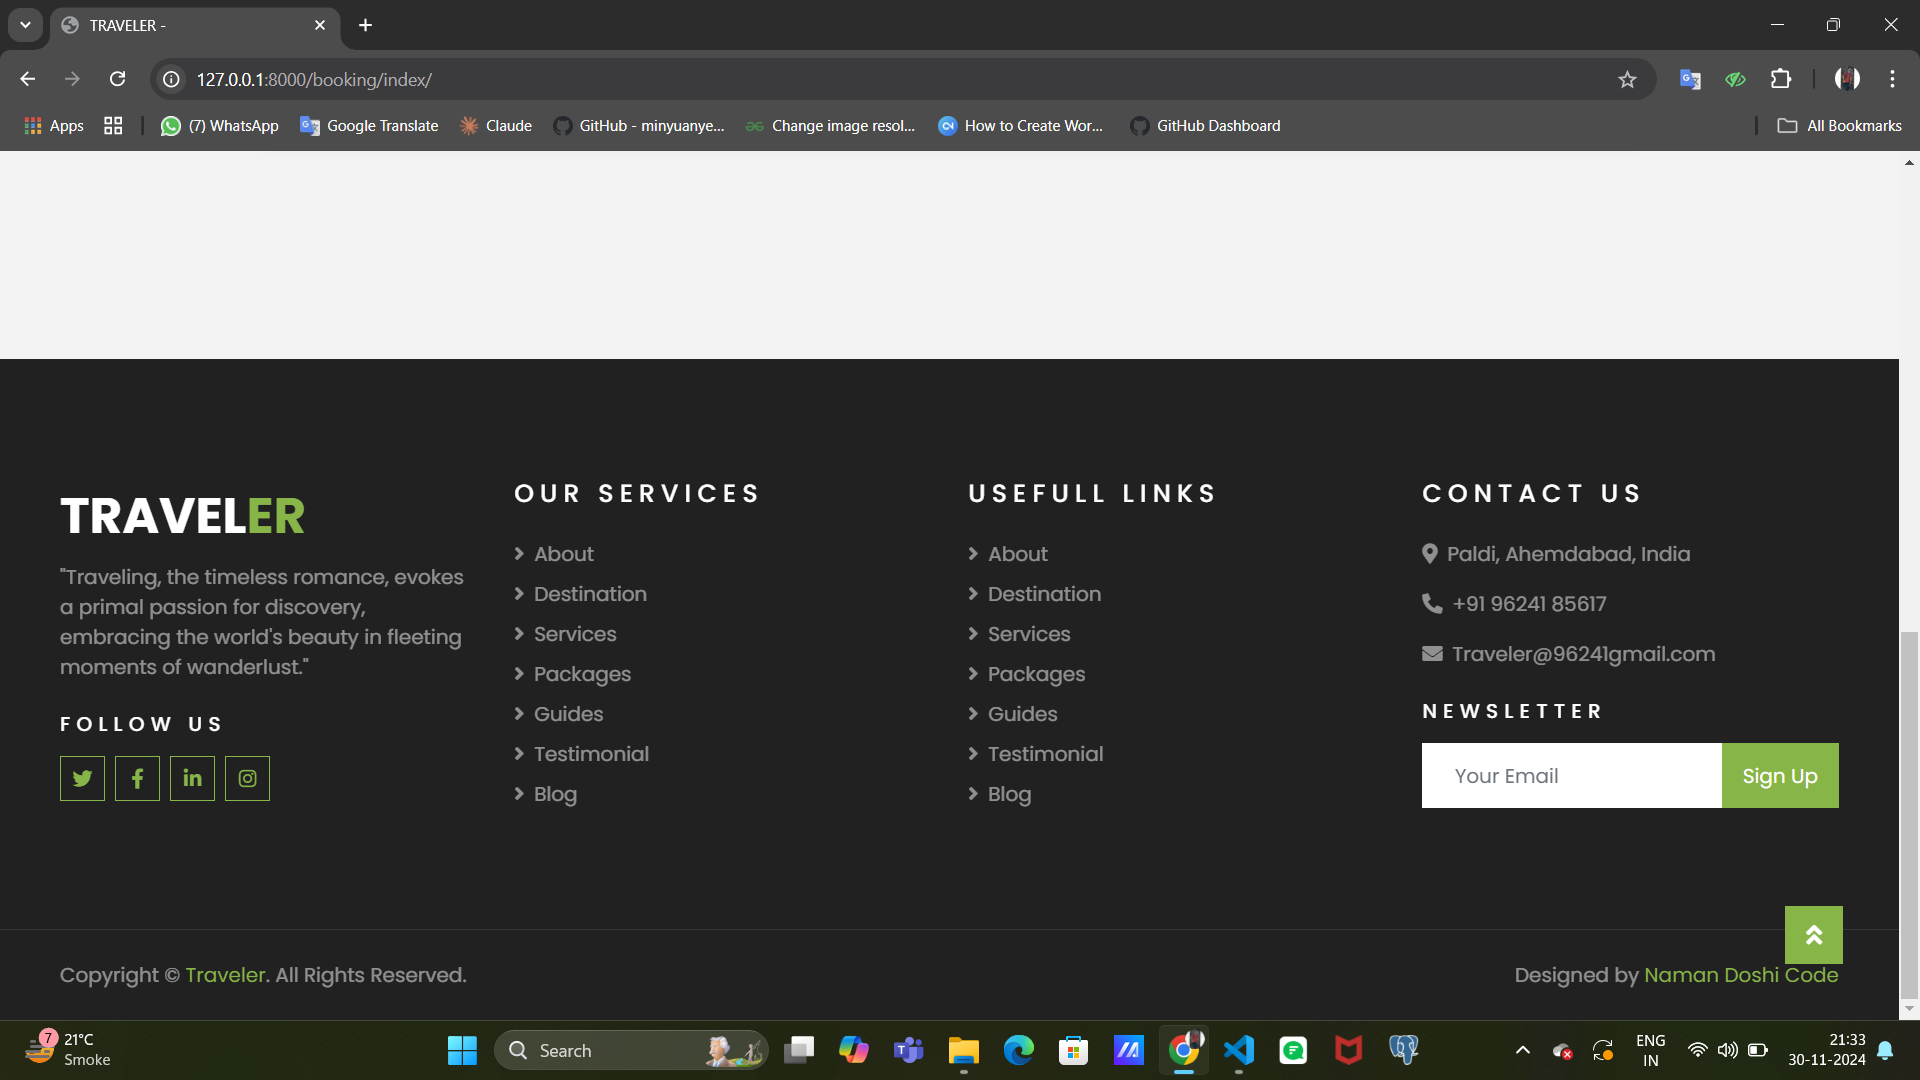 TRAVELER -
127.0.0.1:8000/booking/index/
Apps
(7) WhatsApp
Google Translate
Claude
GitHub - minyuanye...
Change image resol...
How to Create Wor...
GitHub Dashboard
All Bookmarks
TRAVELER
"Traveling, the timeless romance, evokes
a primal passion for discovery,
embracing the world's beauty in fleeting
moments of wanderlust."
FOLLOW US
OUR SERVICES
About
Destination
Services
Packages
Guides
Testimonial
Blog
USEFULL LINKS
About
Destination
Services
Packages
Guides
Testimonial
Blog
CONTACT US
Paldi, Ahemdabad, India
+91 96241 85617
Traveler@96241gmail.com
NEWSLETTER
Your Email
Sign Up
Copyright © Traveler. All Rights Reserved.
Designed by Naman Doshi Code
7
21°C
Smoke
Search
ENG
IN
21:33
30-11-2024